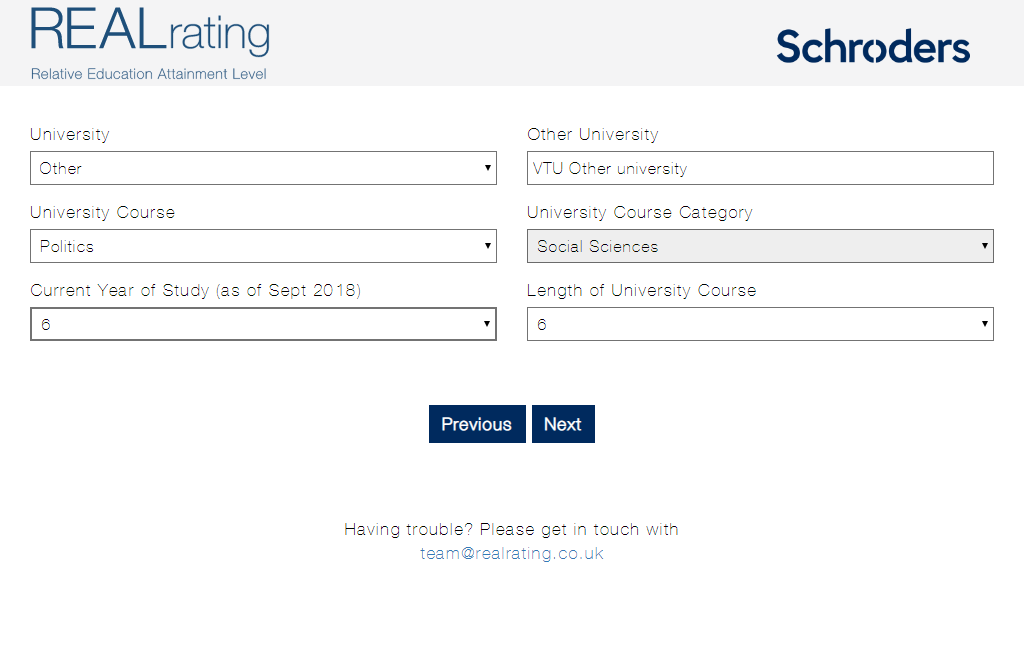 REALrating
Schroders
Relative Education Attainment Level
University
Other University
Other
VTU Other university
University Course
University Course Category
Politics
Social Sciences
Current Year of Study (as of Sept 2018)
Length of University Course
6
6
Previous Next
Having trouble? Please get in touch with
team@realrating.co.uk